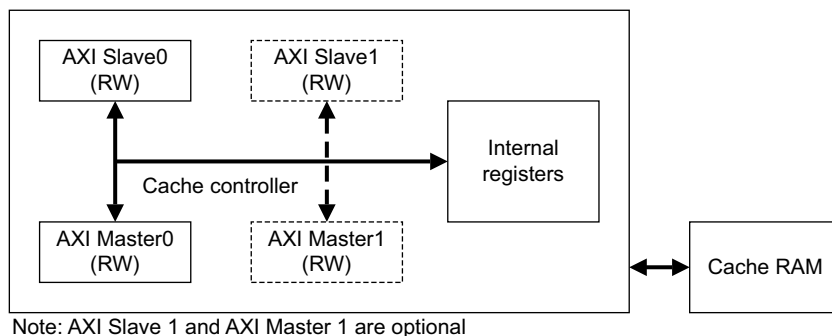 AXI Slave0
(RW)
AXI Slave1
(RW)
Internal
registers
Cache controller
AXI Master0
(RW)
AXI Master1
(RW)
Cache RAM
Note: AXI Slave 1 and AXI Master 1 are optional